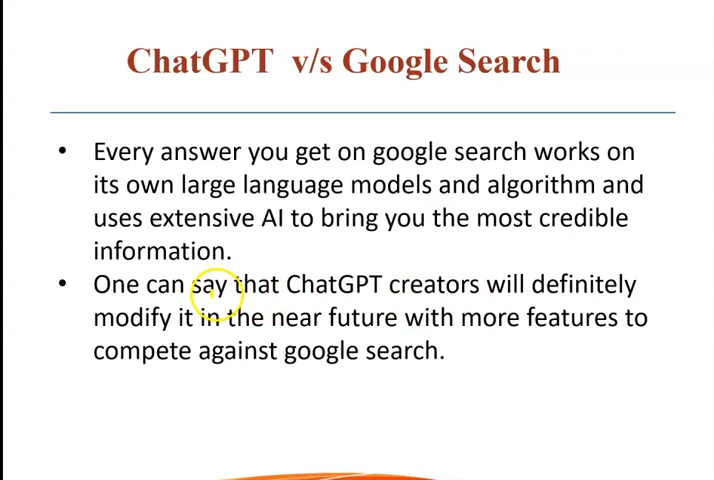 ChatGPT v/s Google Search
• Every answer you get on google search works on
its own large language models and algorithm and
uses extensive AI to bring you the most credible
information.
• One can say that ChatGPT creators will definitely
modify it in the near future with more features to
compete against google search.